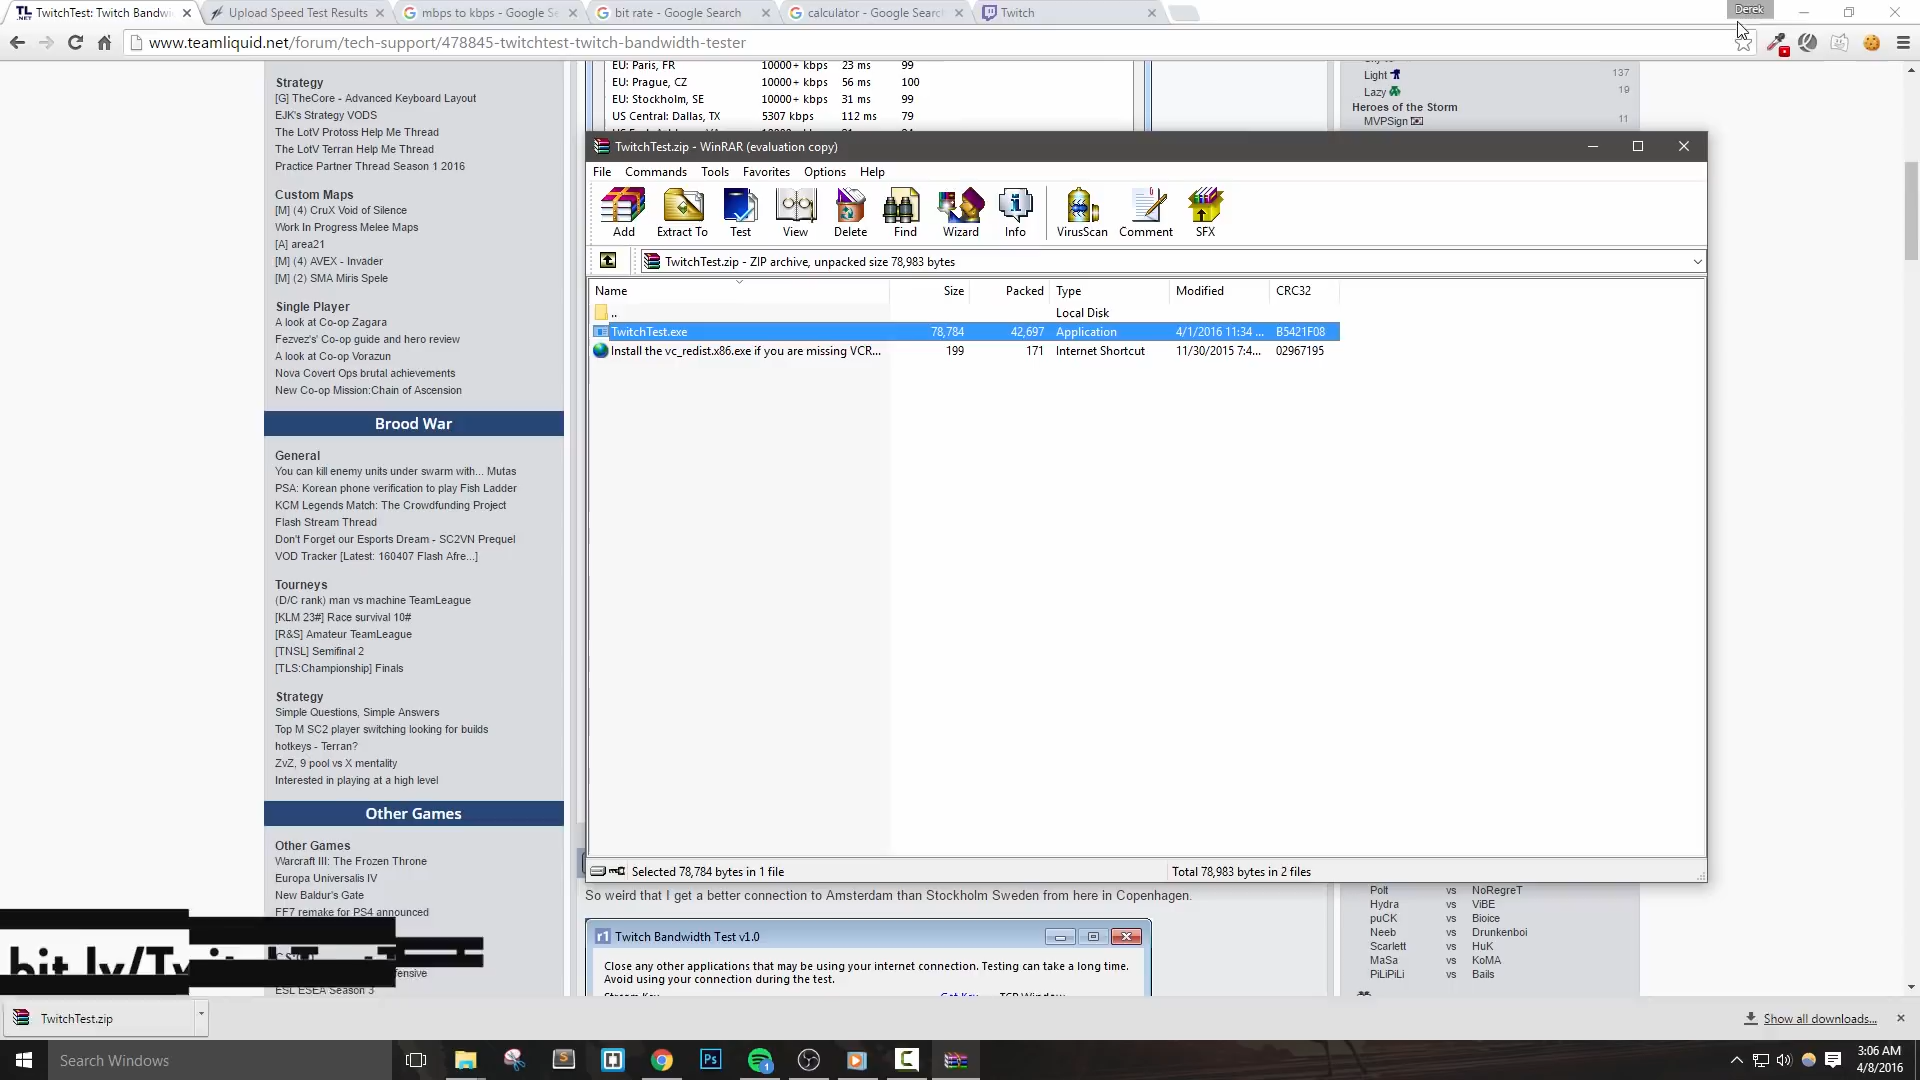 TwitchTest: Twitch Bandwi
Upload Speed Test Results
mbps to kbps - Google Se
bit rate - Google Search
calculator - Google Search
Twitch
Derek
www.teamliquid.net/forum/tech-support/478845-twitchtest-twitch-bandwidth-tester
Strategy
[G] TheCore - Advanced Keyboard Layout
EJK's Strategy VODS
The LotV Protoss Help Me Thread
The LotV Terran Help Me Thread
Practice Partner Thread Season 1 2016
Custom Maps
[M] (4) CruX Void of Silence
Work In Progress Melee Maps
[A] area21
[M] (4) AVEX - Invader
[M] (2) SMA Miris Spele
Single Player
A look at Co-op Zagara
Fezvez's' Co-op guide and hero review
A look at Co-op Vorazun
Nova Covert Ops brutal achievements
New Co-op Mission:Chain of Ascension
Brood War
General
You can kill enemy units under swarm with... Mutas
PSA: Korean phone verification to play Fish Ladder
KCM Legends Match: The Crowdfunding Project
Flash Stream Thread
Don't Forget our Esports Dream - SC2VN Prequel
VOD Tracker [Latest: 160407 Flash Afre...]
Tourneys
(D/C rank) man vs machine TeamLeague
[KLM 23#] Race survival 10#
[R&S] Amateur TeamLeague
[TNSL] Semifinal 2
[TLS:Championship] Finals
Strategy
Simple Questions, Simple Answers
Top M SC2 player switching looking for builds
hotkeys - Terran?
ZvZ, 9 pool vs X mentality
Interested in playing at a high level
Other Games
Other Games
Warcraft III: The Frozen Throne
Europa Universalis IV
New Baldur's Gate
FF7 remake for PS4 announced
ESL ESEA Season 3
EU: Paris, FR 10000+ kbps 23 ms 99
EU: Prague, CZ 10000+ kbps 56 ms 100
EU: Stockholm, SE 10000+ kbps 31 ms 99
US Central: Dallas, TX 5307 kbps 112 ms 79
Light 137
Lazy 19
Heroes of the Storm
MVPSign 11
TwitchTest.zip - WinRAR (evaluation copy)
File Commands Tools Favorites Options Help
Add Extract To Test View Delete Find Wizard Info VirusScan Comment SFX
TwitchTest.zip - ZIP archive, unpacked size 78,983 bytes
Name Size Packed Type Modified CRC32
.. Local Disk
TwitchTest.exe 78,784 42,697 Application 4/1/2016 11:34 ... B5421F08
Install the vc_redist.x86.exe if you are missing VCR... 199 171 Internet Shortcut 11/30/2015 7:4... 02967195
Selected 78,784 bytes in 1 file
Total 78,983 bytes in 2 files
So weird that I get a better connection to Amsterdam than Stockholm Sweden from here in Copenhagen.
Twitch Bandwidth Test v1.0
Close any other applications that may be using your internet connection. Testing can take a long time.
Avoid using your connection during the test.
Stream Key Get Key TCP Window
Polt vs NoRegreT
Hydra vs ViBE
puCK vs Bioice
Neeb vs Drunkenboi
Scarlett vs HuK
MaSa vs KoMA
PiLiPiLi vs Bails
TwitchTest.zip
Show all downloads...
Search Windows
3:06 AM
4/8/2016